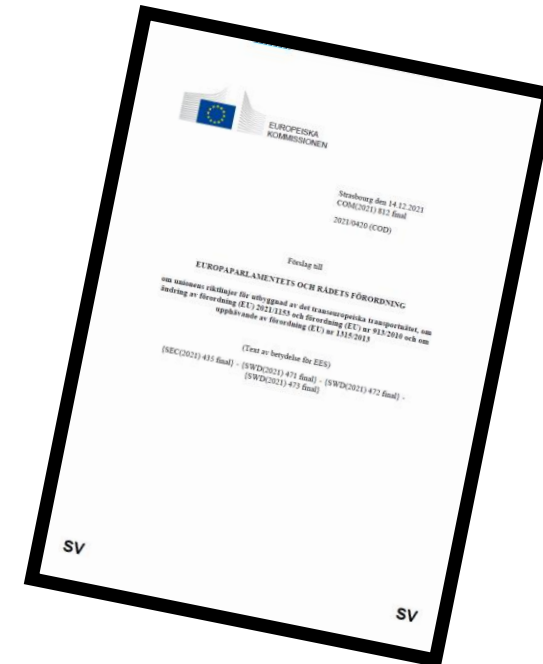 EUROPEISKA
KOMMISSIONEN
Strasbourg den 14.12.2021
COM(2021) 812 final
2021/0420 (COD)
Förslag till
EUROPAPARLAMENTETS OCH RÅDETS FÖRORDNING
om unionens riktlinjer för utbyggnad av det transeuropeiska transportnätet, om
ändring av förordning (EU) 2021/1153 och förordning (EU) nr 913/2010 och om
upphävande av förordning (EU) nr 1315/2013
(Text av betydelse för EES)
{SEC(2021) 435 final} - {SWD(2021) 471 final} - {SWD(2021) 472 final} -
{SWD(2021) 473 final}
SV
SV